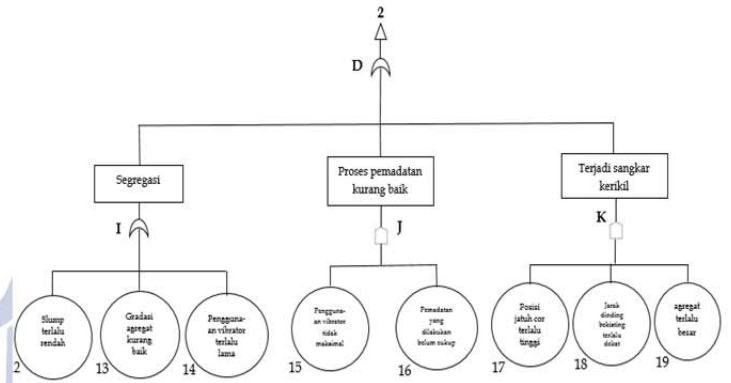 2
D
Segregasi
Proses pemadatan
kurang baik
Terjadi sangkar
kerikil
I
J
K
Slump
terlalu
rendah
2
Gradasi
agregat
kurang
baik
13
Pengguna-
an vibrator
terlalu
lama
14
Pengguna-
an vibrator
tidak
maksimal
15
Pemadatan
yang
dilakukan
belum cukup
16
Posisi
jatuh cor
terlalu
tinggi
17
Jarak
dinding
terlalu
dekat
18
agregat
terlalu
besar
19